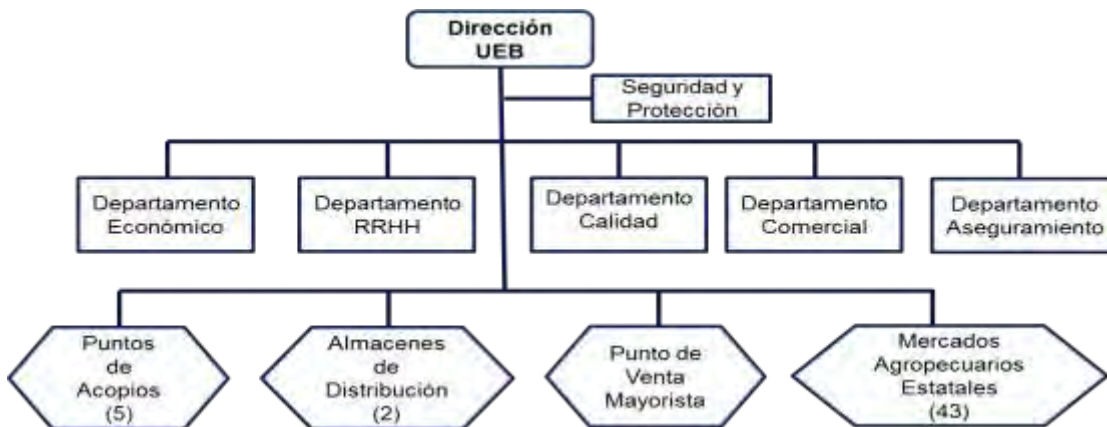 Dirección
UEB
Seguridad y
Protección
Departamento
Económico
Departamento
RRHH
Departamento
Calidad
Departamento
Comercial
Departamento
Aseguramiento
Puntos
de
Acopios
(5)
Almacenes
de
Distribución
(2)
Punto de
Venta
Mayorista
Mercados
Agropecuarios
Estatales
(43)